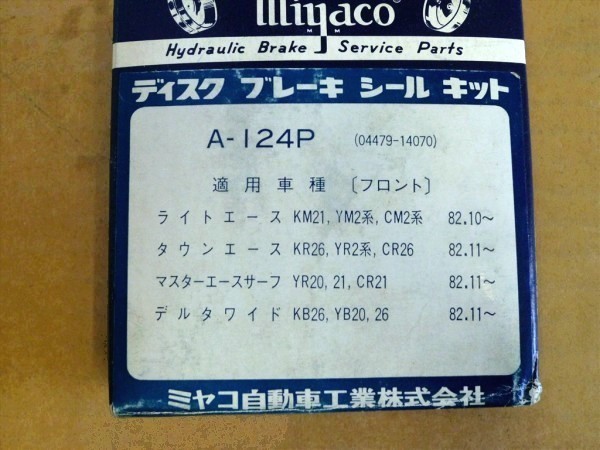 Miyaco
Hydraulic Brake Service Parts
ディスク ブレーキ シール キット
A-124P (04479-14070)
適用車種 〔フロント〕
ライトエース KM21, YM2系, CM2系 82.10〜
タウンエース KR26, YR2系, CR26 82.11〜
マスターエースサーフ YR20, 21, CR21 82.11〜
デルタワイド KB26, YB20, 26 82.11〜
ミヤコ自動車工業株式会社